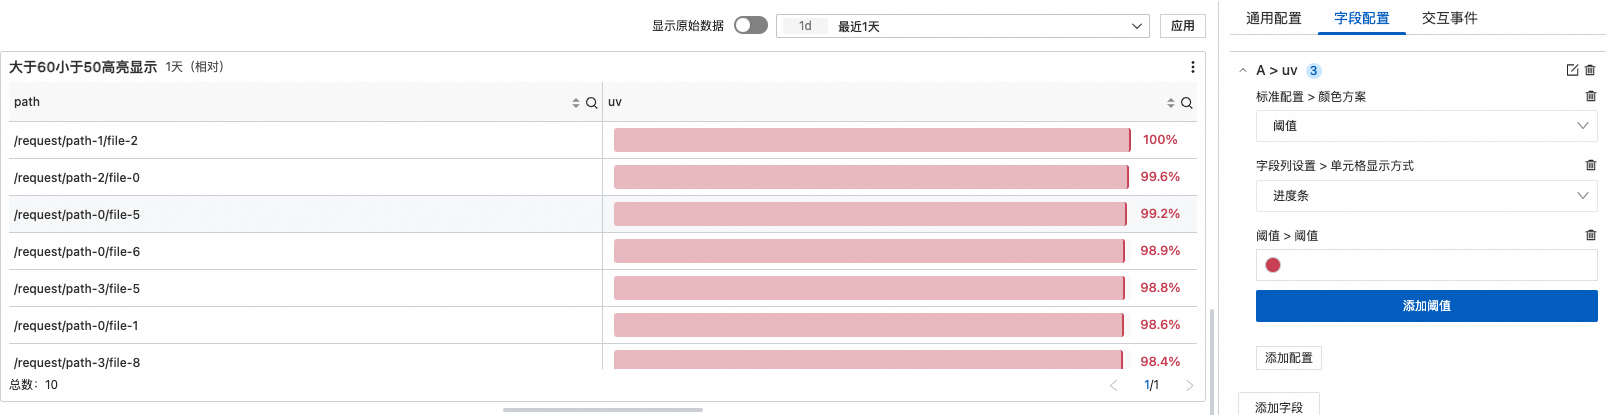 显示原始数据 1d 最近1天 应用
大于60小于50高亮显示 1天（相对）
path uv
/request/path-1/file-2 100%
/request/path-2/file-0 99.6%
/request/path-0/file-5 99.2%
/request/path-0/file-6 98.9%
/request/path-3/file-5 98.8%
/request/path-0/file-1 98.6%
/request/path-3/file-8 98.4%
总数：10 1/1
通用配置 字段配置 交互事件
A > uv 3
标准配置 > 颜色方案
阈值
字段列设置 > 单元格显示方式
进度条
阈值 > 阈值
添加阈值
添加配置
添加字段